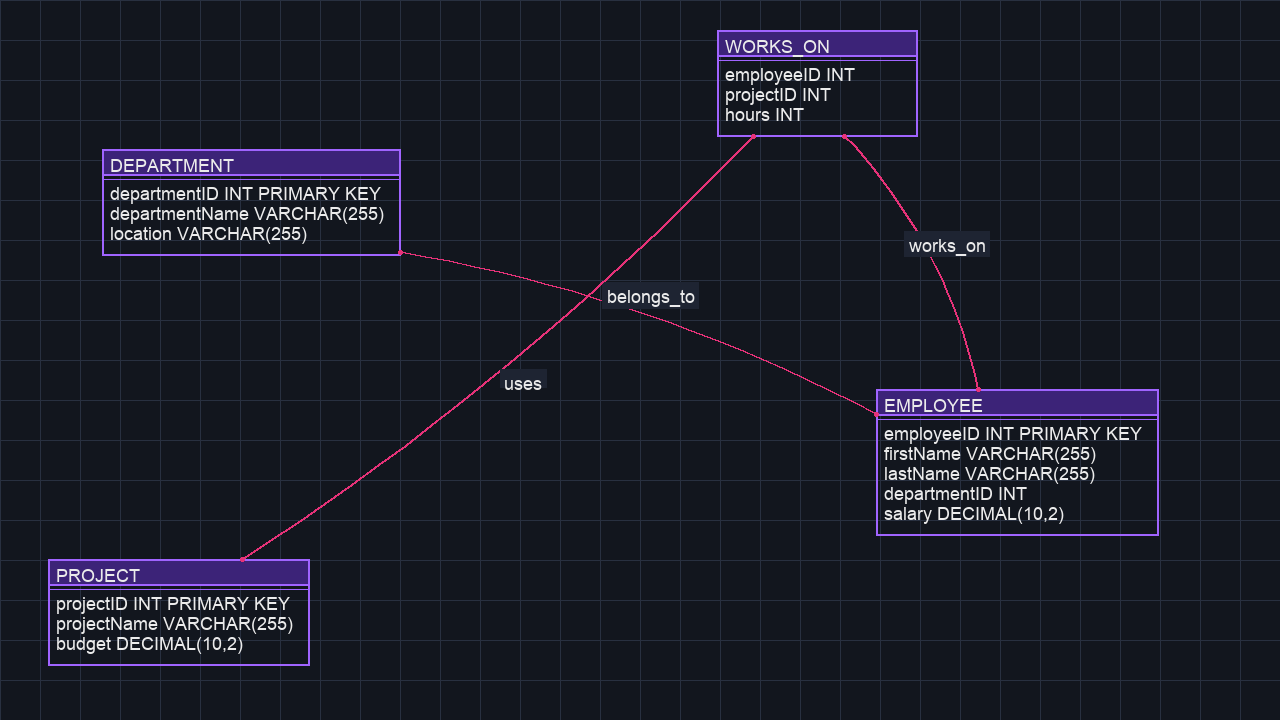 WORKS_ON
employeeID INT
projectID INT
hours INT
DEPARTMENT
departmentID INT PRIMARY KEY
departmentName VARCHAR(255)
location VARCHAR(255)
works_on
belongs_to
uses
EMPLOYEE
employeeID INT PRIMARY KEY
firstName VARCHAR(255)
lastName VARCHAR(255)
departmentID INT
salary DECIMAL(10,2)
PROJECT
projectID INT PRIMARY KEY
projectName VARCHAR(255)
budget DECIMAL(10,2)